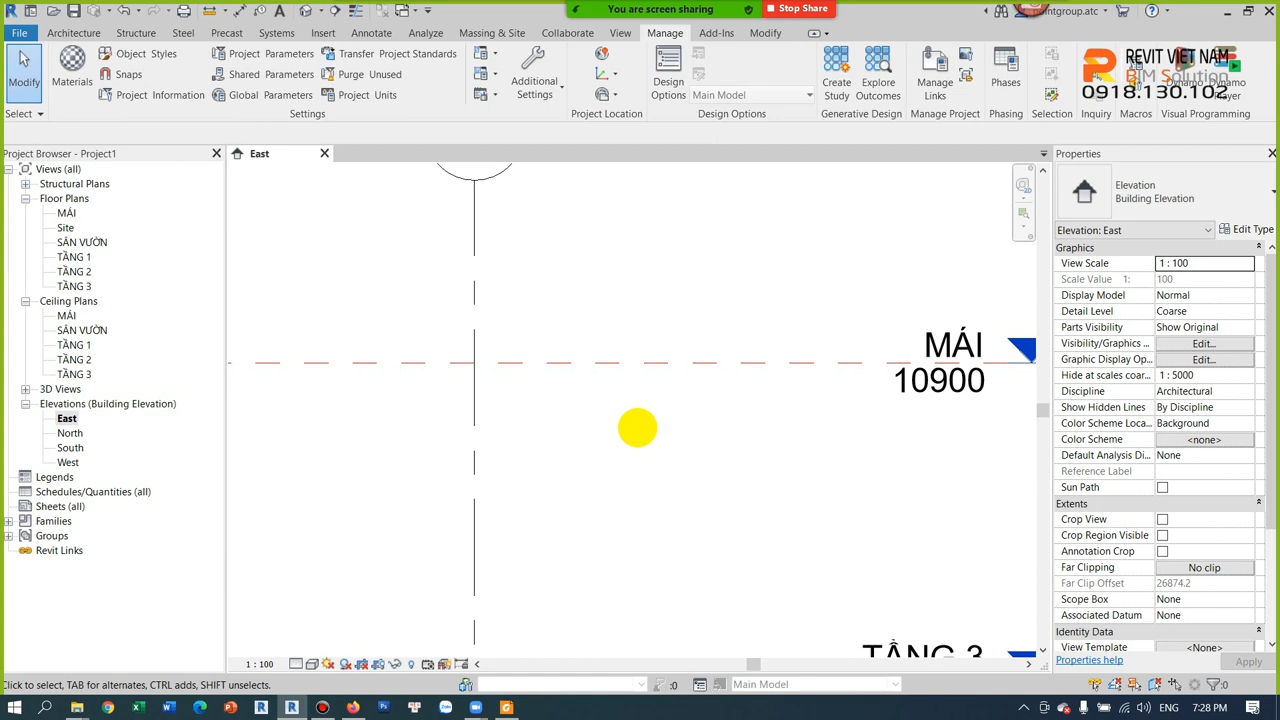 You are screen sharing
Stop Share
File
Architecture
Structure
Steel
Precast
Systems
Insert
Annotate
Analyze
Massing & Site
Collaborate
View
Manage
Add-Ins
Modify
Modify
Materials
Object Styles
Snaps
Project Information
Project Parameters
Shared Parameters
Global Parameters
Transfer Project Standards
Purge Unused
Project Units
Additional
Settings
Design
Options
Main Model
Create
Study
Explore
Outcomes
Manage
Links
Phases
REVIT VIET NAM
BIM Solution
0918.130.102
Player
Select
Settings
Project Location
Design Options
Generative Design
Manage Project
Phasing
Selection
Inquiry
Macros
Visual Programming
Project Browser - Project1
Views (all)
Structural Plans
Floor Plans
MÁI
Site
SÂN VƯỜN
TẦNG 1
TẦNG 2
TẦNG 3
Ceiling Plans
MÁI
SÂN VƯỜN
TẦNG 1
TẦNG 2
TẦNG 3
3D Views
Elevations (Building Elevation)
East
North
South
West
Legends
Schedules/Quantities (all)
Sheets (all)
Families
Groups
Revit Links
East
MÁI
10900
TẦNG 3
1 : 100
Properties
Elevation
Building Elevation
Elevation: East
Edit Type
Graphics
View Scale 1 : 100
Scale Value 1: 100
Display Model Normal
Detail Level Coarse
Parts Visibility Show Original
Visibility/Graphics ... Edit...
Graphic Display Op... Edit...
Hide at scales coar... 1 : 5000
Discipline Architectural
Show Hidden Lines By Discipline
Color Scheme Loca... Background
Color Scheme <none>
Default Analysis Di... None
Reference Label
Sun Path
Extents
Crop View
Crop Region Visible
Annotation Crop
Far Clipping No clip
Far Clip Offset 26874.2
Scope Box None
Associated Datum None
Identity Data
View Template <None>
Properties help
Apply
Click to select, TAB for alternates, CTRL adds, SHIFT unselects.
:0
Main Model
:0
7:28 PM